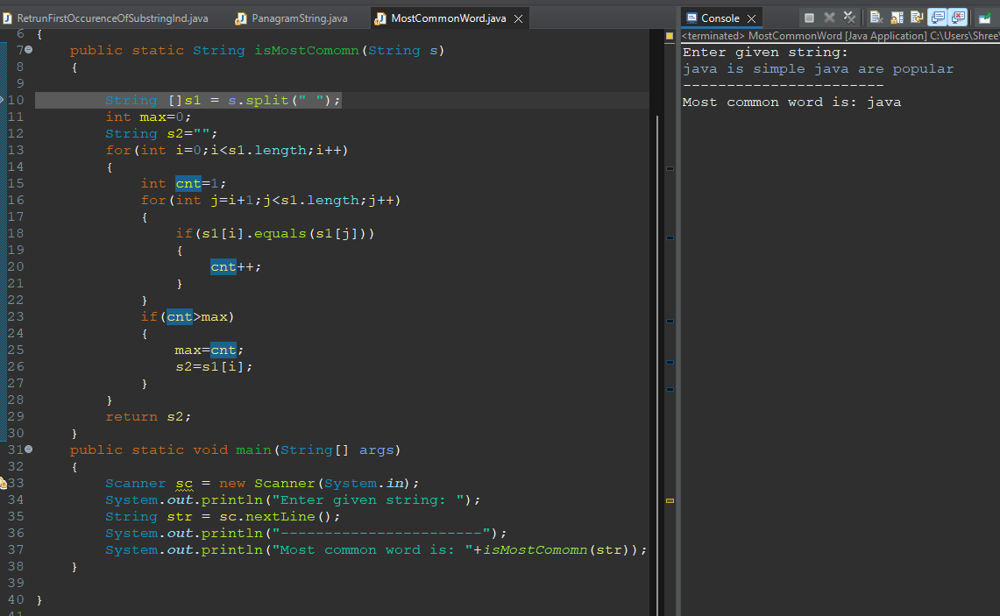 RetrunFirstOccurenceOfSubstringInd.java PanagramString.java MostCommonWord.java
6 {
7 public static String isMostComomn(String s)
8 {
9
10 String []s1 = s.split(" ");
11 int max=0;
12 String s2="";
13 for(int i=0;i<s1.length;i++)
14 {
15 int cnt=1;
16 for(int j=i+1;j<s1.length;j++)
17 {
18 if(s1[i].equals(s1[j]))
19 {
20 cnt++;
21 }
22 }
23 if(cnt>max)
24 {
25 max=cnt;
26 s2=s1[i];
27 }
28 }
29 return s2;
30 }
31 public static void main(String[] args)
32 {
33 Scanner sc = new Scanner(System.in);
34 System.out.println("Enter given string: ");
35 String str = sc.nextLine();
36 System.out.println("-----------------------");
37 System.out.println("Most common word is: "+isMostComomn(str));
38 }
39
40 }
41
Console
<terminated> MostCommonWord [Java Application] C:\Users\Shree\
Enter given string:
java is simple java are popular
-----------------------
Most common word is: java